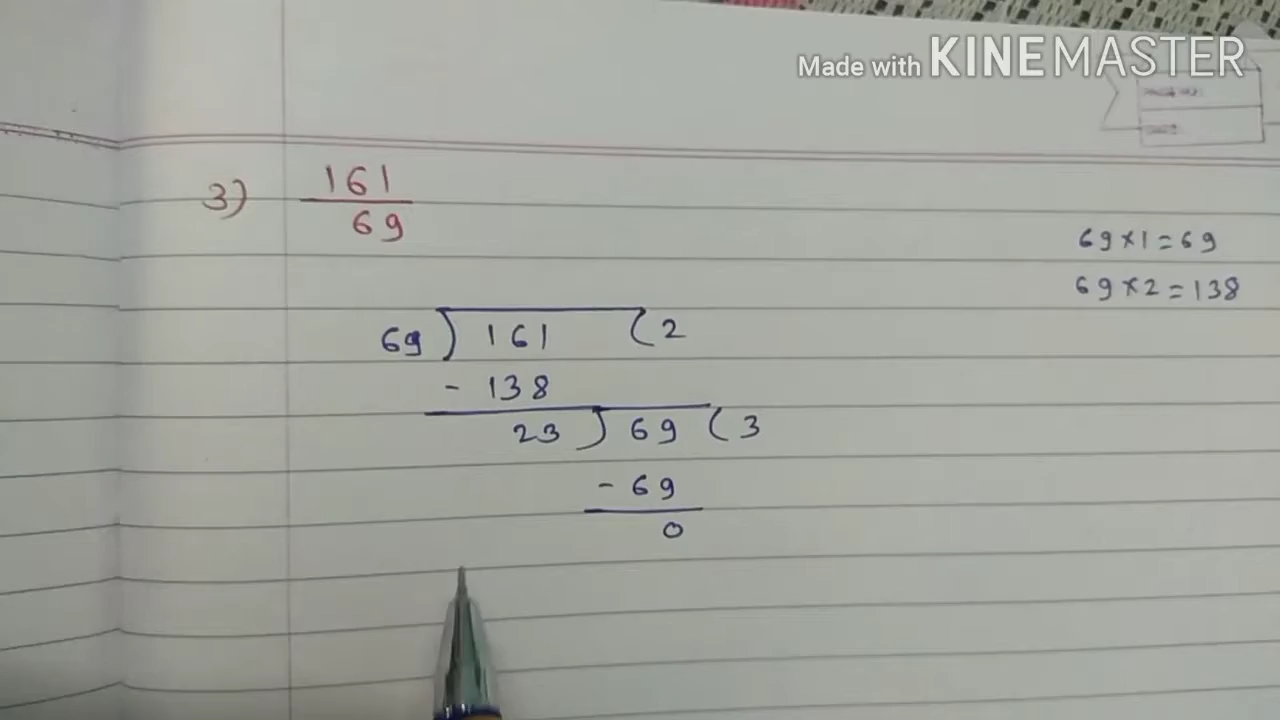 Made with KINEMASTER
3) 161
69
69×1=69
69×2=138
69 ) 161 ( 2
- 138
23 ) 69 ( 3
- 69
0